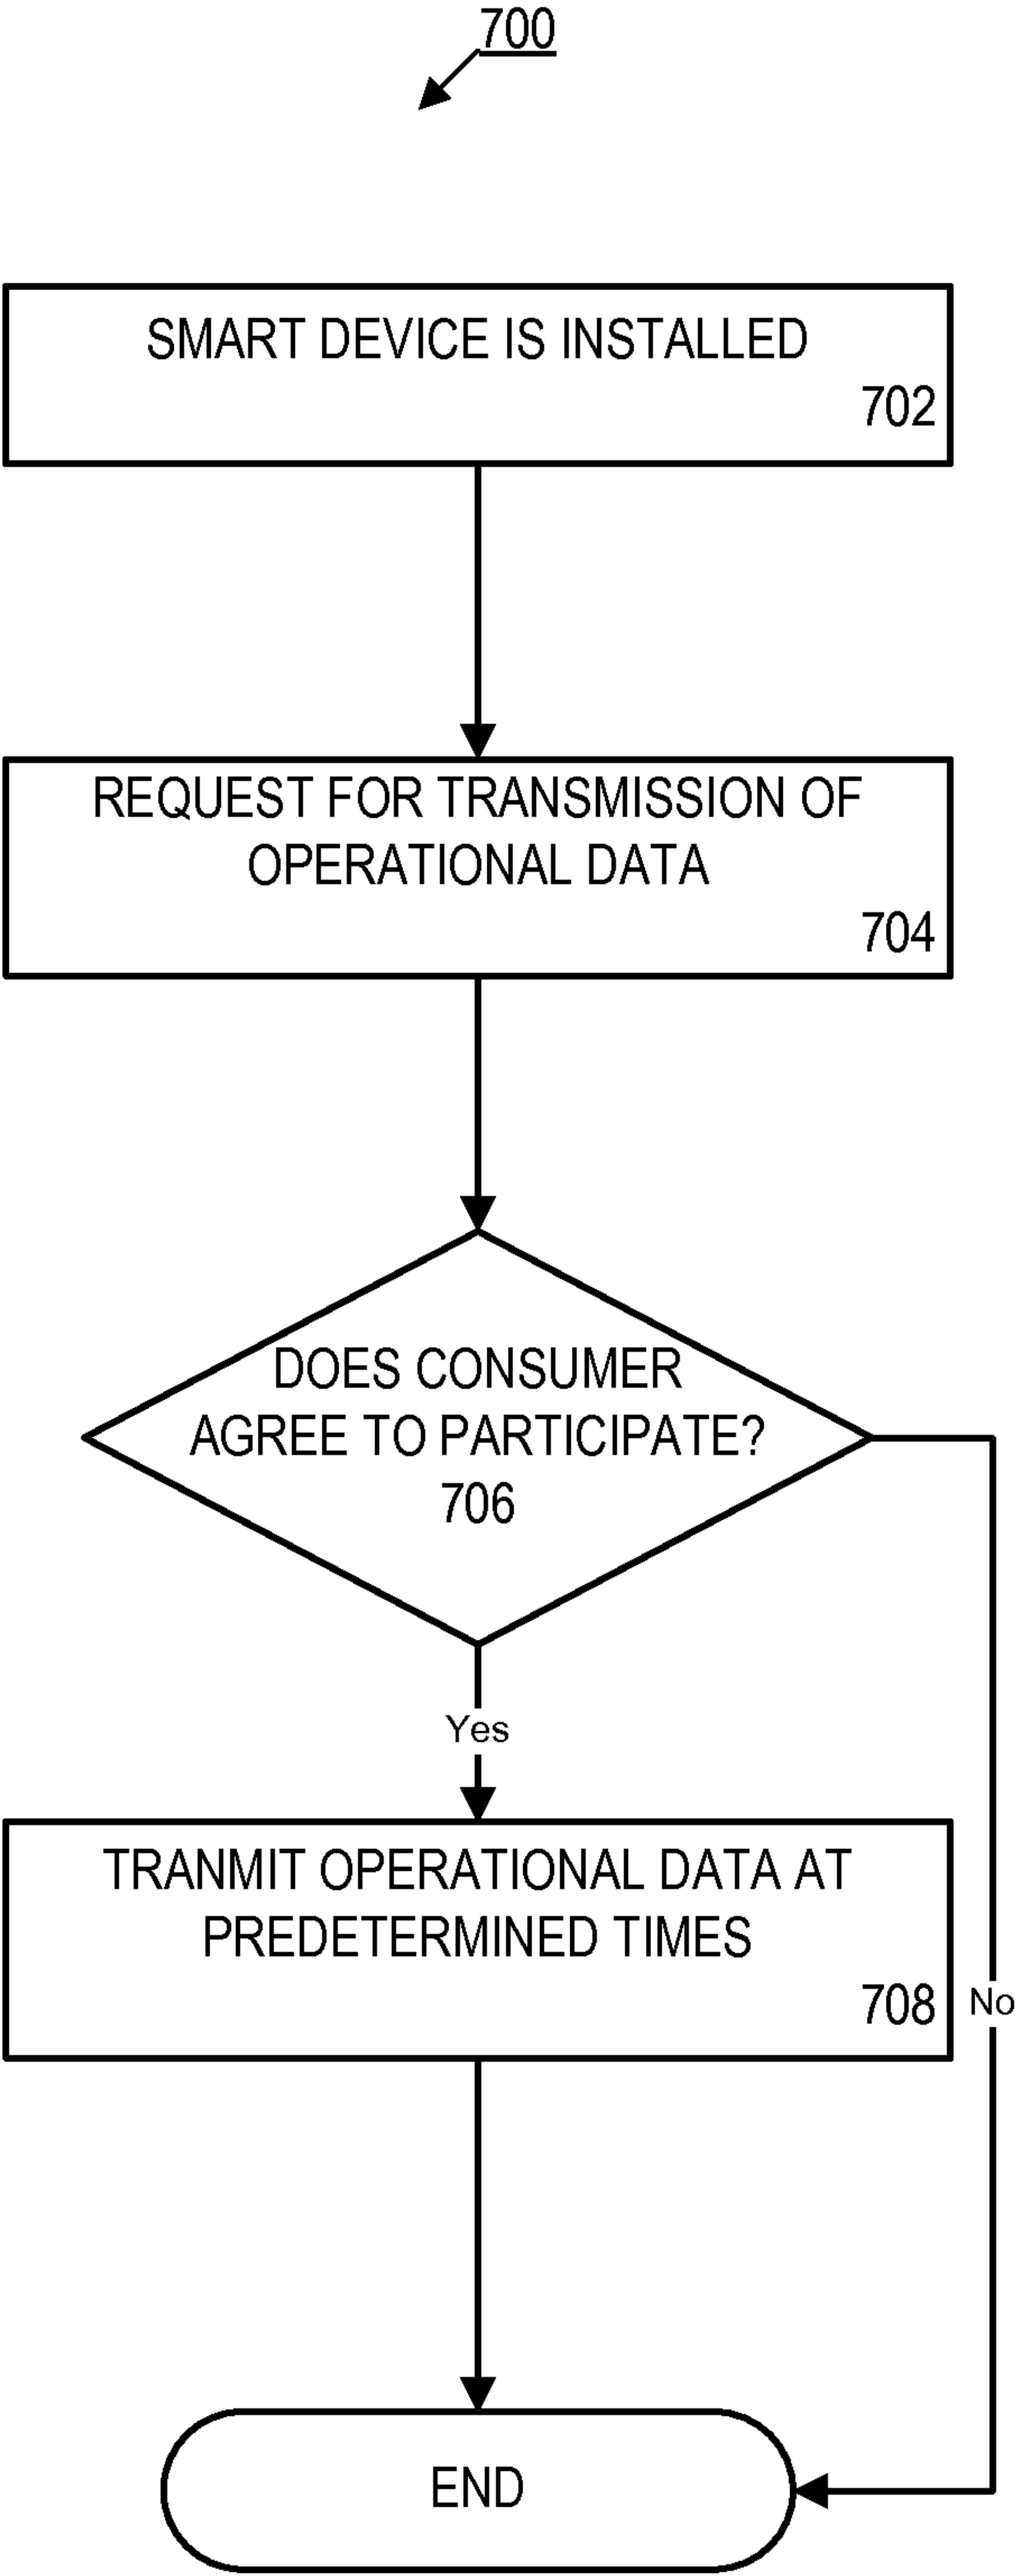 700
SMART DEVICE IS INSTALLED
702
REQUEST FOR TRANSMISSION OF
OPERATIONAL DATA
704
DOES CONSUMER
AGREE TO PARTICIPATE?
706
Yes
TRANMIT OPERATIONAL DATA AT
PREDETERMINED TIMES
708
No
END